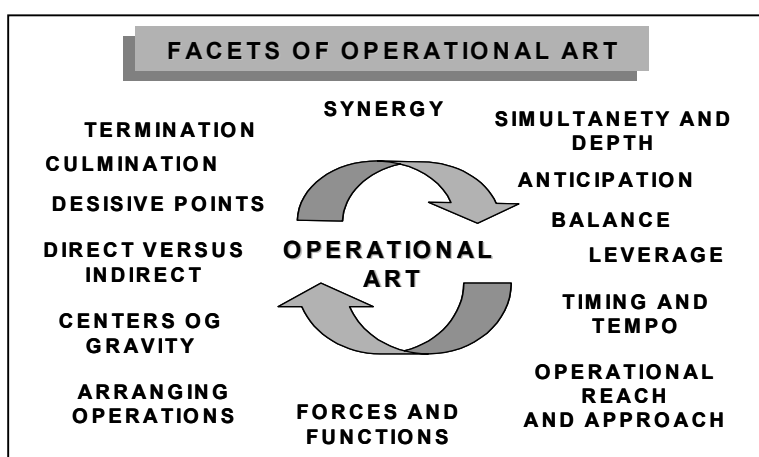 FACETS OF OPERATIONAL ART
SYNERGY
SIMULTANETY AND
DEPTH
ANTICIPATION
BALANCE
LEVERAGE
TIMING AND
TEMPO
OPERATIONAL
REACH
AND APPROACH
FORCES AND
FUNCTIONS
ARRANGING
OPERATIONS
CENTERS OG
GRAVITY
DIRECT VERSUS
INDIRECT
DESISIVE POINTS
CULMINATION
TERMINATION
OPERATIONAL
ART